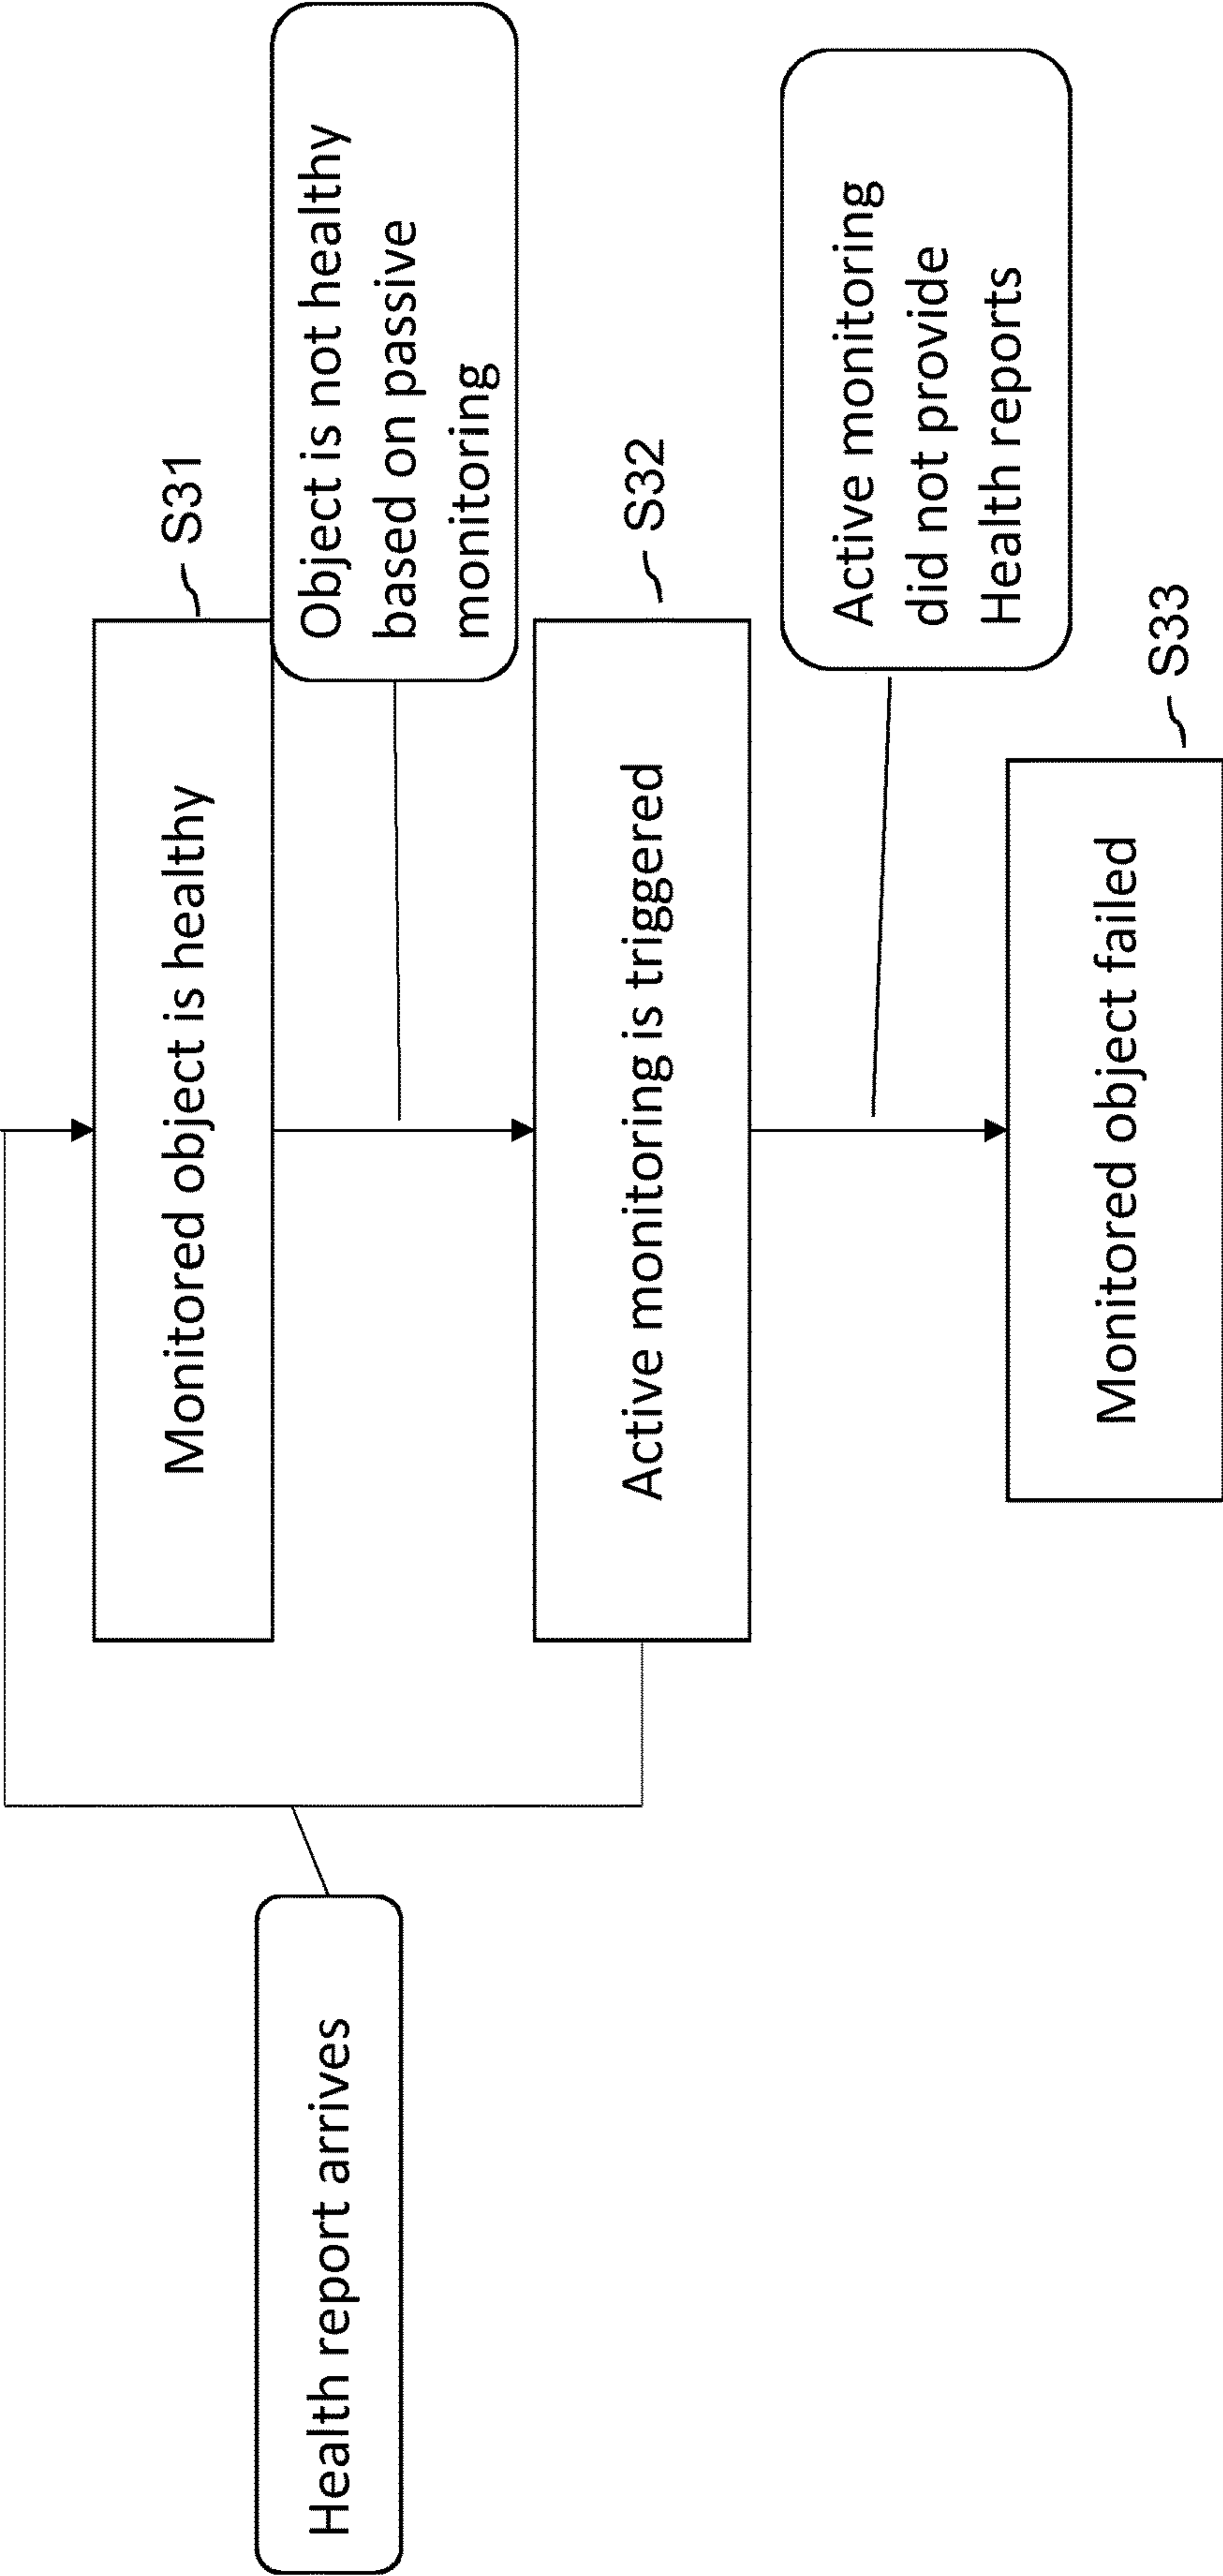 Health report arrives
Monitored object is healthy
S31
Object is not healthy
based on passive
monitoring
Active monitoring is triggered
S32
Active monitoring
did not provide
Health reports
Monitored object failed
S33